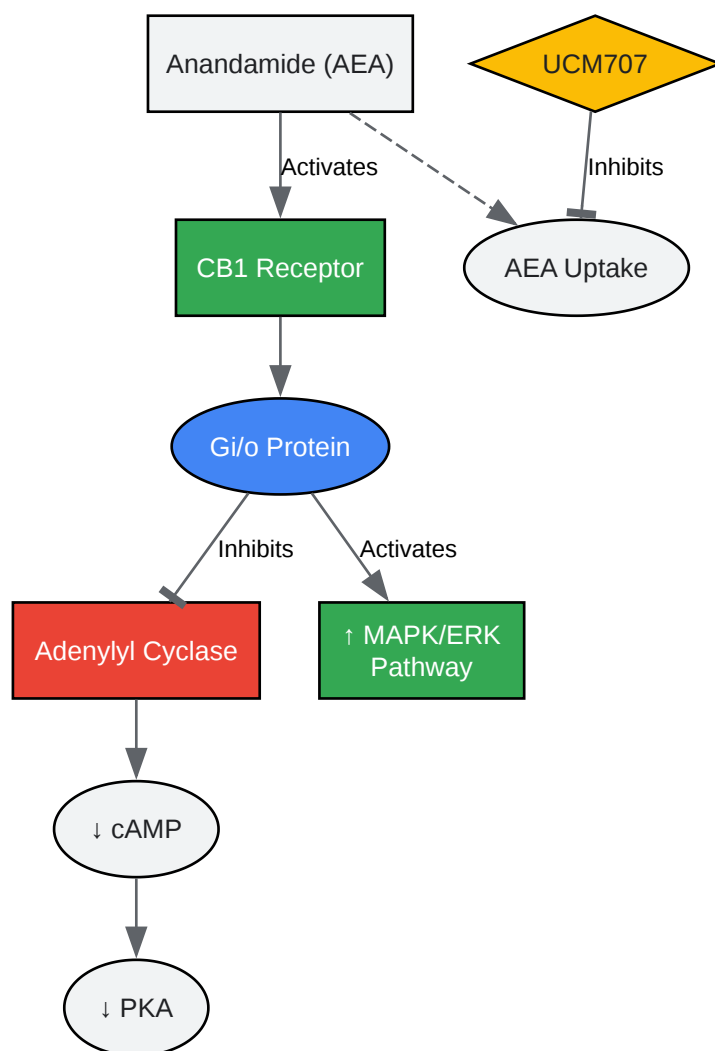 Anandamide (AEA)
UCM707
Activates
Inhibits
CB1 Receptor
AEA Uptake
Gi/o Protein
Inhibits
Activates
Adenylyl Cyclase
↑ MAPK/ERK
Pathway
↓ cAMP
↓ PKA